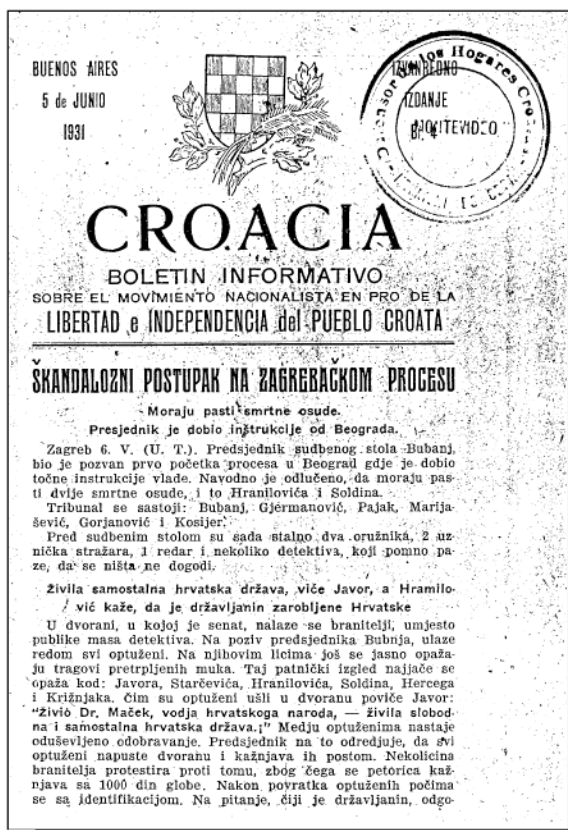 BUENOS AIRES
5 de JUNIO
1931
IZVANREDNO
IZDANJE
Br. 4
MONTEVIDEO
de los Hogares
CROACIA
BOLETIN INFORMATIVO
SOBRE EL MOVIMIENTO NACIONALISTA EN PRO DE LA
LIBERTAD e INDEPENDENCIA del PUEBLO CROATA
ŠKANDALOZNI POSTUPAK NA ZAGREBAČKOM PROCESU
Moraju pasti smrtne osude.
Presjednik je dobio instrukcije od Beograda.
Zagreb 6. V. (U. T.). Predsjednik sudbenog stola Bubanj,
bio je pozvan prvo početka procesa u Beograd gdje je dobio
točne instrukcije vlade. Navodno je odlučeno, da moraju pas-
ti dvije smrtne osude, i to Hranilovića i Soldina.
Tribunal se sastoji: Bubanj, Gjermanović, Pajak, Marija-
šević, Gorjanović i Kosijer.
Pred sudbenim stolom su sada stalno dva oružnika, 2 uz
nička stražara, 1 redar i nekoliko detektiva, koji pomno pa-
ze, da se ništa ne dogodi.
Živila samostalna hrvatska država, viče Javor, a Hramilo-
vić kaže, da je državljanin zarobljene Hrvatske
U dvorani, u kojoj je senat, nalaze se branitelji, umjesto
publike masa detektiva. Na poziv predsjednika Bubnja, ulaze
redom svi optuženi. Na njihovim licima još se jasno opaža-
ju tragovi pretrpljenih muka. Taj patnički izgled najjače se
opaža kod: Javora, Starčevića, Hranilovića, Soldina, Hercega
i Križnjaka. Čim su optuženi ušli u dvoranu poviče Javor:
"Živio Dr. Maček, vodja hrvatskoga naroda, — živila slobod-
na i samostalna hrvatska država.¡" Medju optuženima nastaje
oduševljeno odobravanje. Predsjednik na to odredjuje, da svi
optuženi napuste dvoranu i kažnjava ih postom. Nekolicina
branitelja protestira proti tomu, zbog čega se petorica kaž-
njava sa 1000 din globe. Nakon povratka optuženih počima
se sa identifikacijom. Na pitanje, čiji je državljanin, odgo-